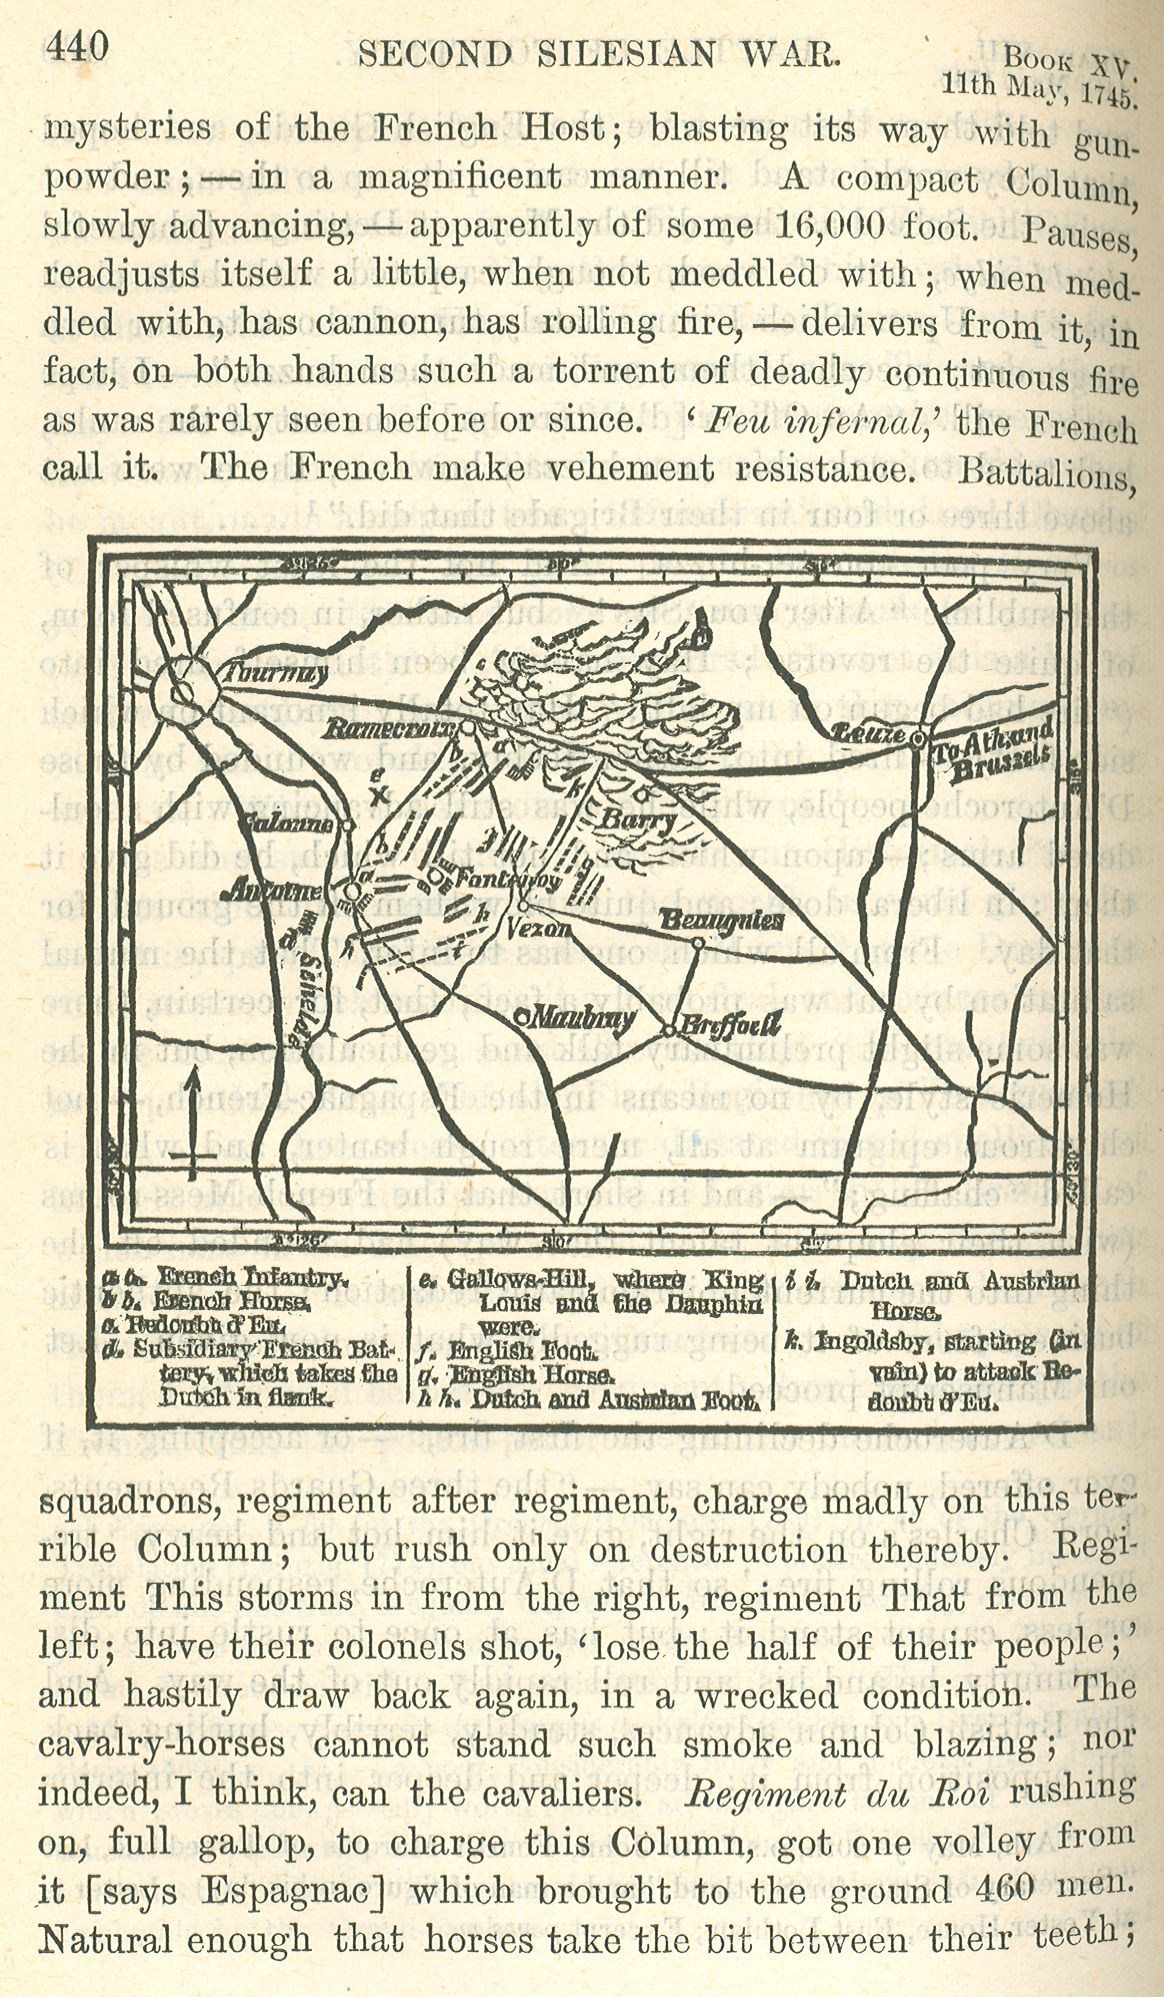 440
SECOND SILESIAN WAR.
Book XV.
11th May, 1745.
mysteries of the French Host; blasting its way with gun-
powder; — in a magnificent manner. A compact Column,
slowly advancing, — apparently of some 16,000 foot. Pauses,
readjusts itself a little, when not meddled with; when med-
dled with, has cannon, has rolling fire, — delivers from it, in
fact, on both hands such a torrent of deadly continuous fire
as was rarely seen before or since. ‘Feu infernal,’ the French
call it. The French make vehement resistance. Battalions,
Tournay
Ramecroix
Leuze
To Ath, and
Brussels
Calonne
Barry
Antoine
Fontenoy
Vezon
Beaugnies
Schelde
Maubray
Breffoeil
a a. French Infantry.
b b. French Horse.
c. Redoubt d'Eu.
d. Subsidiary French Bat-
tery, which takes the
Dutch in flank.
e. Gallows-Hill, where King
Louis and the Dauphin
were.
f. English Foot.
g. English Horse.
h h. Dutch and Austrian Foot.
i i. Dutch and Austrian
Horse.
k. Ingoldsby, starting (in
vain) to attack Re-
doubt d'Eu.
squadrons, regiment after regiment, charge madly on this ter-
rible Column; but rush only on destruction thereby. Regi-
ment This storms in from the right, regiment That from the
left; have their colonels shot, ‘lose the half of their people;’
and hastily draw back again, in a wrecked condition. The
cavalry-horses cannot stand such smoke and blazing; nor
indeed, I think, can the cavaliers. Regiment du Roi rushing
on, full gallop, to charge this Column, got one volley from
it [says Espagnac] which brought to the ground 460 men.
Natural enough that horses take the bit between their teeth;